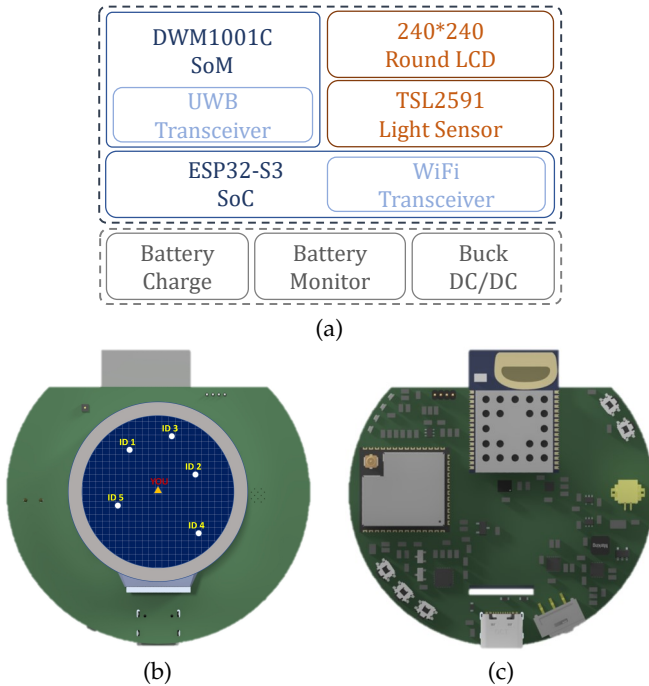 DWM1001C
SoM
UWB
Transceiver
240*240
Round LCD
TSL2591
Light Sensor
ESP32-S3
SoC
WiFi
Transceiver
Battery
Charge
Battery
Monitor
Buck
DC/DC
(a)
ID 3
ID 1
ID 2
YOU
ID 5
ID 4
(b)
(c)